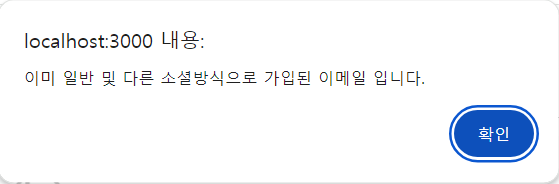 localhost:3000 내용:
이미 일반 및 다른 소셜방식으로 가입된 이메일 입니다.
확인